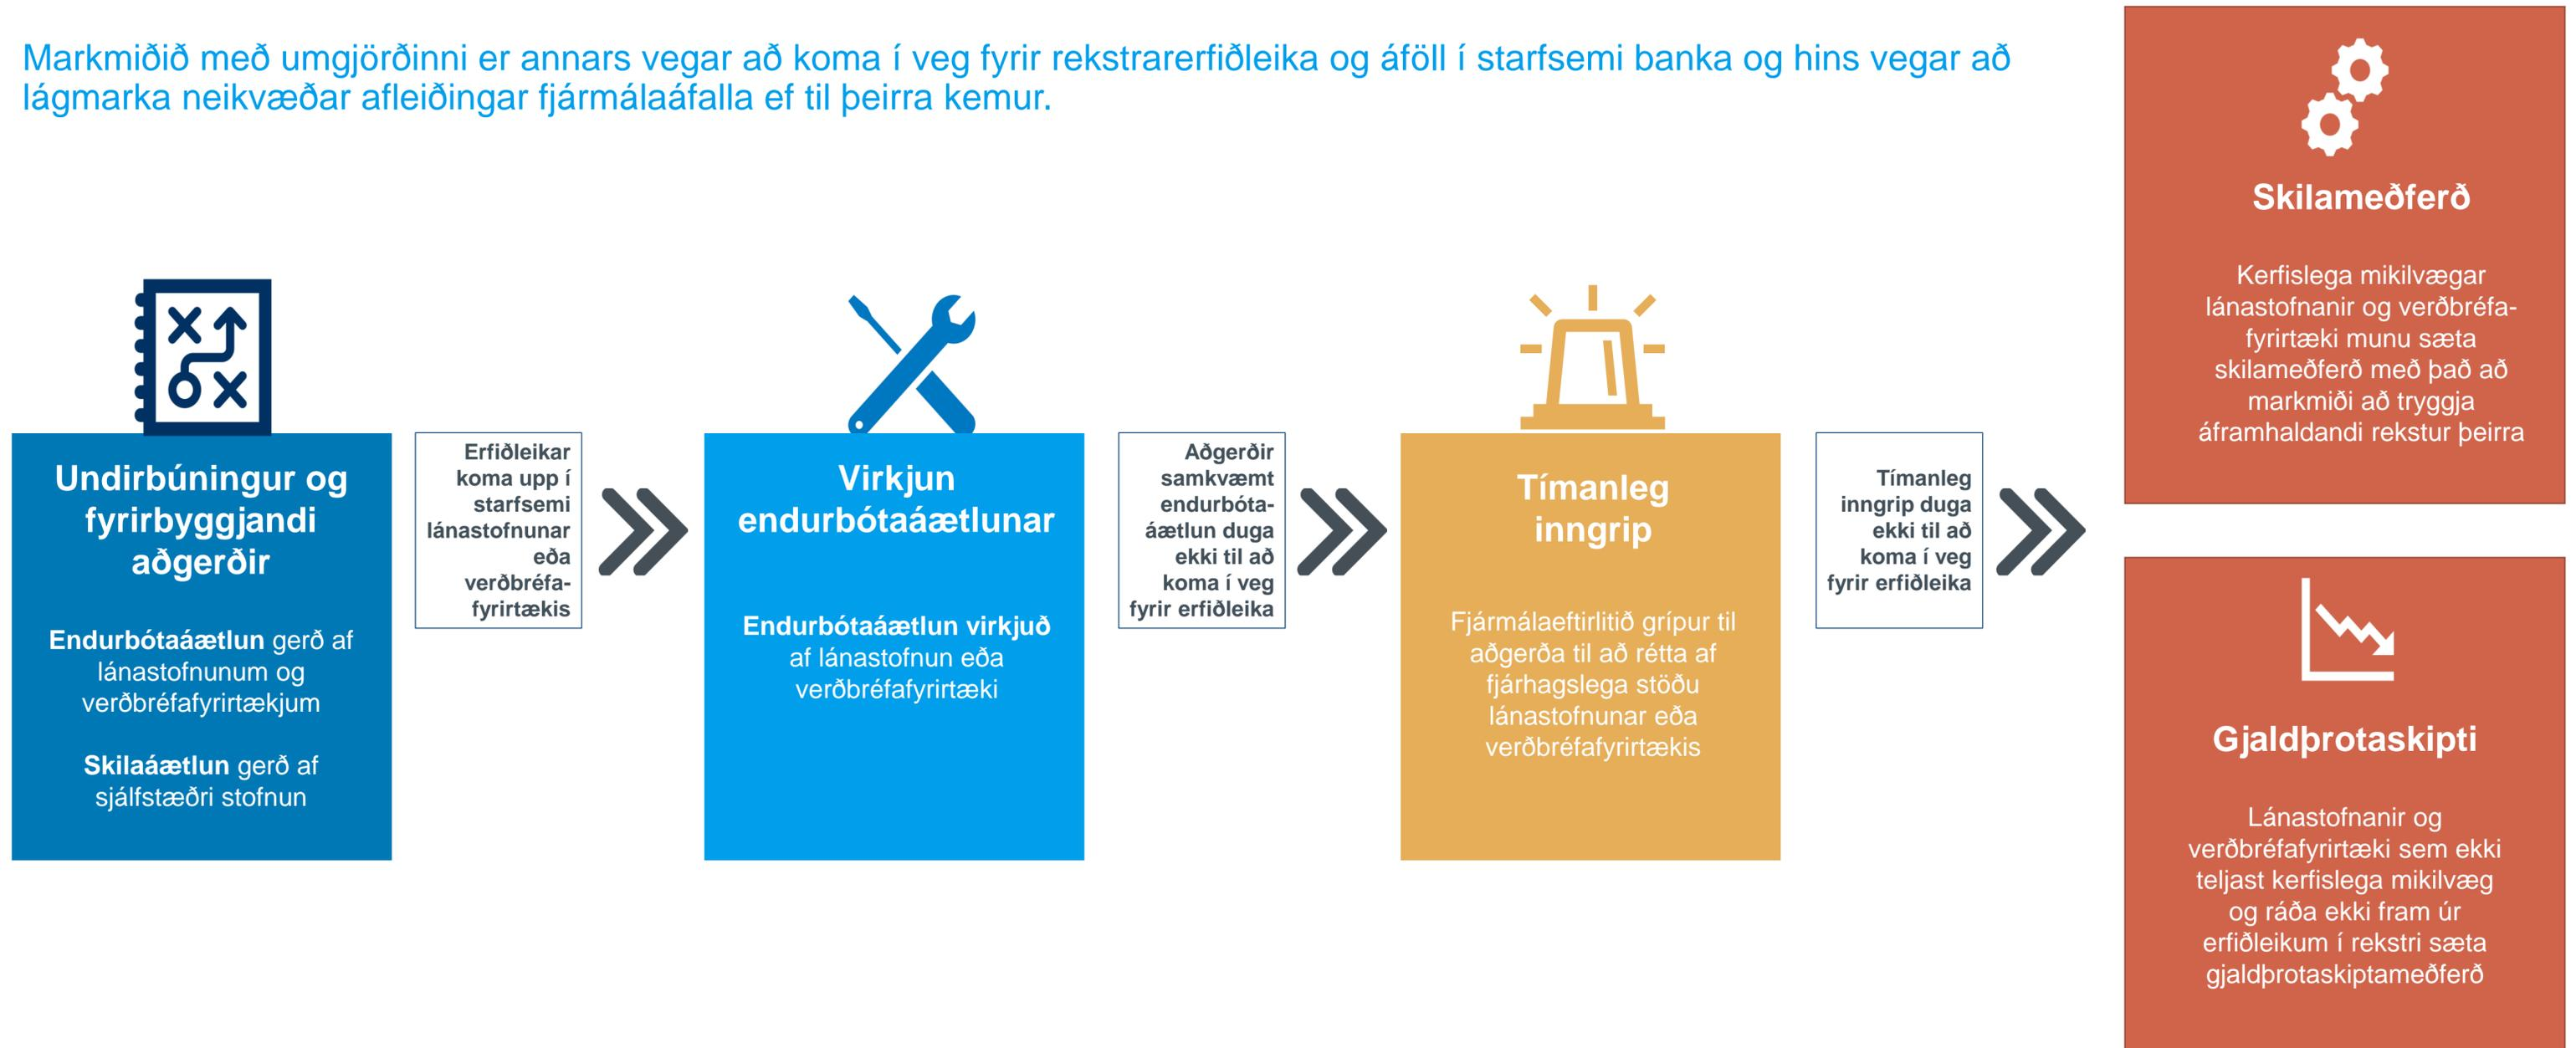 Markmiðið með umgjörðinni er annars vegar að koma í veg fyrir rekstrarerfiðleika og áföll í starfsemi banka og hins vegar að
lágmarka neikvæðar afleiðingar fjármálaáfalla ef til þeirra kemur.
Undirbúningur og
fyrirbyggjandi
aðgerðir
Endurbótaáætlun gerð af
lánastofnunum og
verðbréfafyrirtækjum
Skilaáætlun gerð af
sjálfstæðri stofnun
Erfiðleikar
koma upp í
starfsemi
lánastofnunar
eða
verðbréfa-
fyrirtækis
Virkjun
endurbótaáætlunar
Endurbótaáætlun virkjuð
af lánastofnun eða
verðbréfafyrirtæki
Aðgerðir
samkvæmt
endurbóta-
áætlun duga
ekki til að
koma í veg
fyrir erfiðleika
Tímanleg
inngrip
Fjármálaeftirlitið grípur til
aðgerða til að rétta af
fjárhagslega stöðu
lánastofnunar eða
verðbréfafyrirtækis
Tímanleg
inngrip duga
ekki til að
koma í veg
fyrir erfiðleika
Skilameðferð
Kerfislega mikilvægar
lánastofnanir og verðbréfa-
fyrirtæki munu sæta
skilameðferð með það að
markmiði að tryggja
áframhaldandi rekstur þeirra
Gjaldþrotaskipti
Lánastofnanir og
verðbréfafyrirtæki sem ekki
teljast kerfislega mikilvæg
og ráða ekki fram úr
erfiðleikum í rekstri sæta
gjaldþrotaskiptameðferð